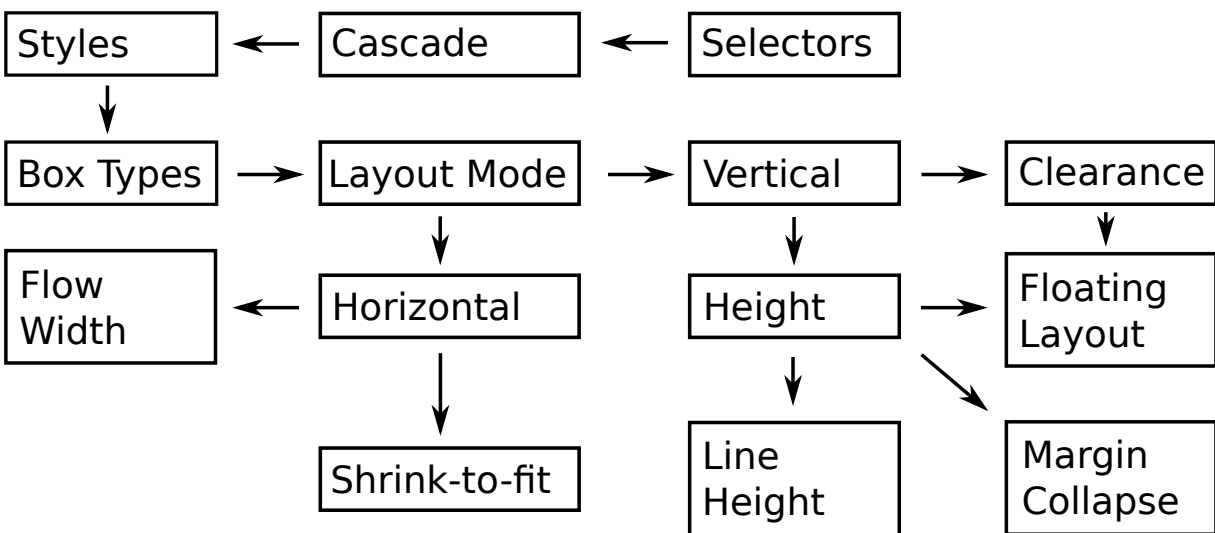 Styles
Cascade
Selectors
Box Types
Layout Mode
Vertical
Clearance
Flow
Width
Horizontal
Height
Floating
Layout
Shrink-to-fit
Line
Height
Margin
Collapse